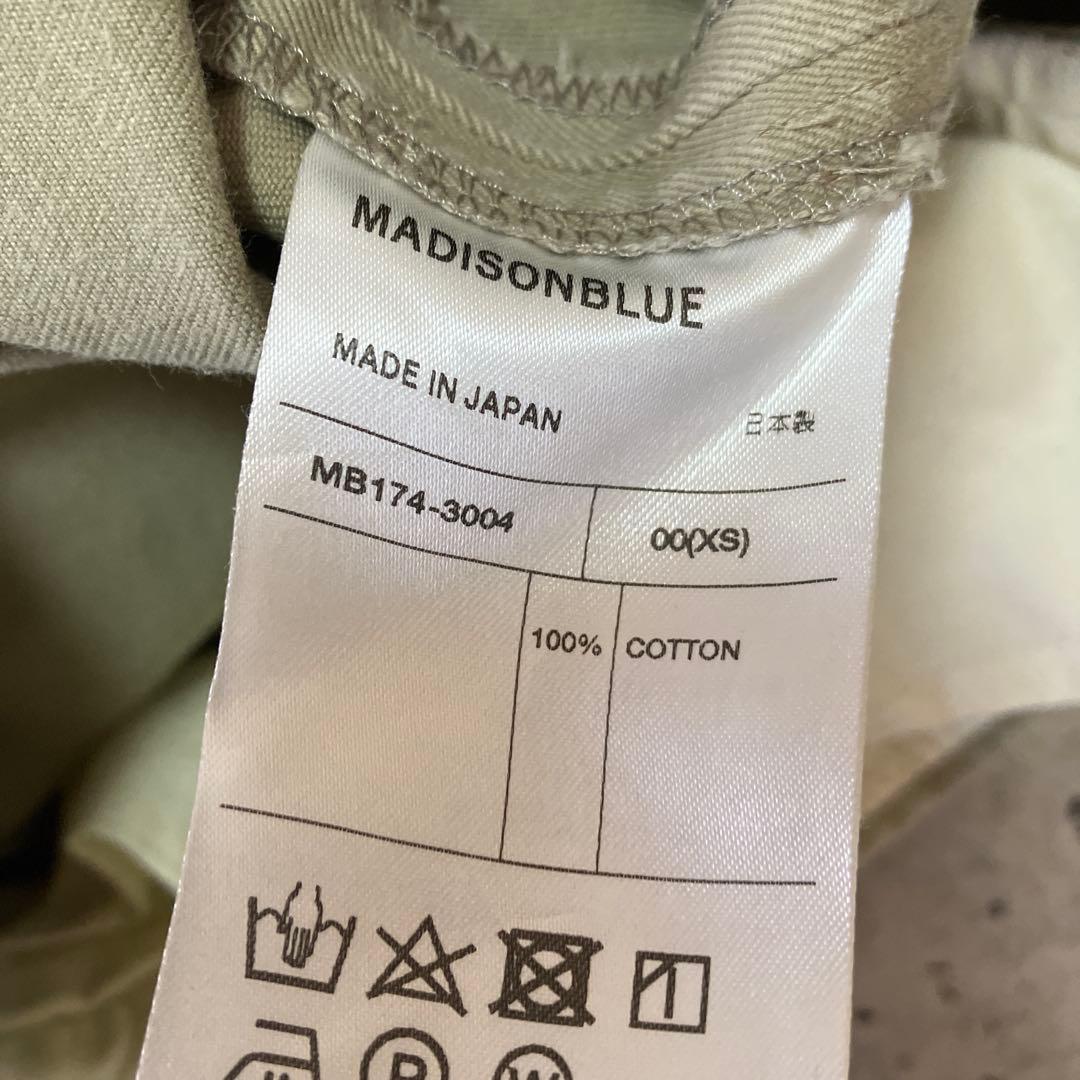 MADISONBLUE
MADE IN JAPAN 日本製
MB174-3004 00(XS)
100% COTTON
P W